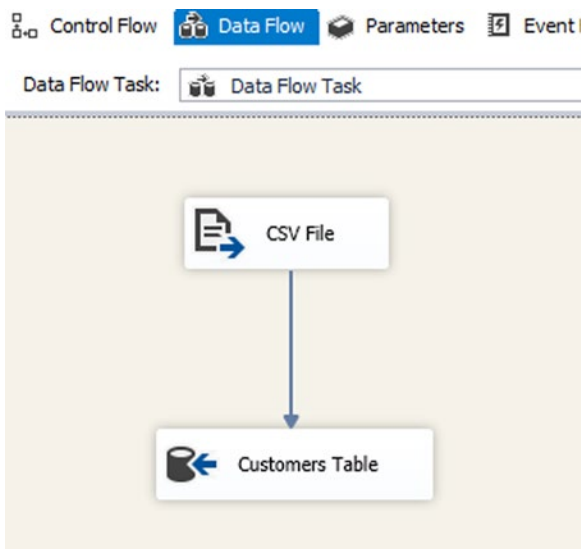 Control Flow Data Flow Parameters Event
Data Flow Task: Data Flow Task
CSV File
Customers Table